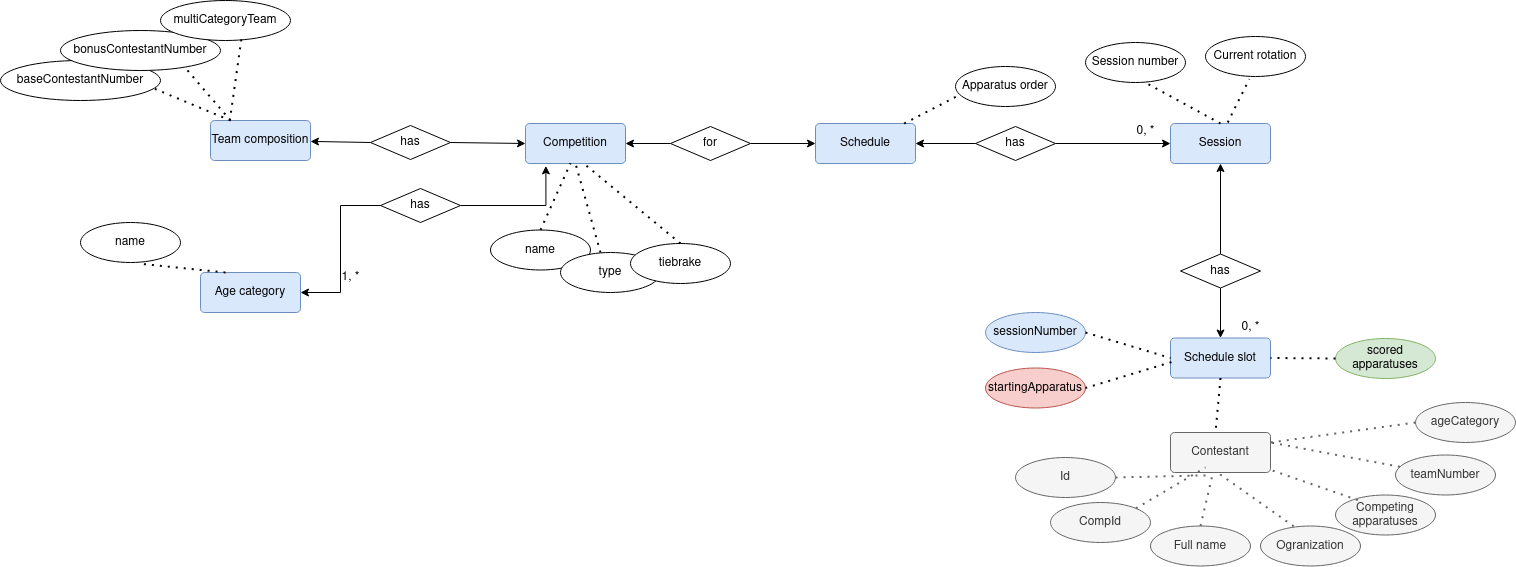 multiCategoryTeam
bonusContestantNumber
baseContestantNumber
Team composition
has
Competition
for
Schedule
Apparatus order
has
0, *
Session
Session number
Current rotation
has
name
Age category
1, *
name
type
tiebrake
has
0, *
sessionNumber
startingApparatus
Schedule slot
scored
apparatuses
Contestant
ageCategory
teamNumber
Competing
apparatuses
Id
CompId
Full name
Ogranization